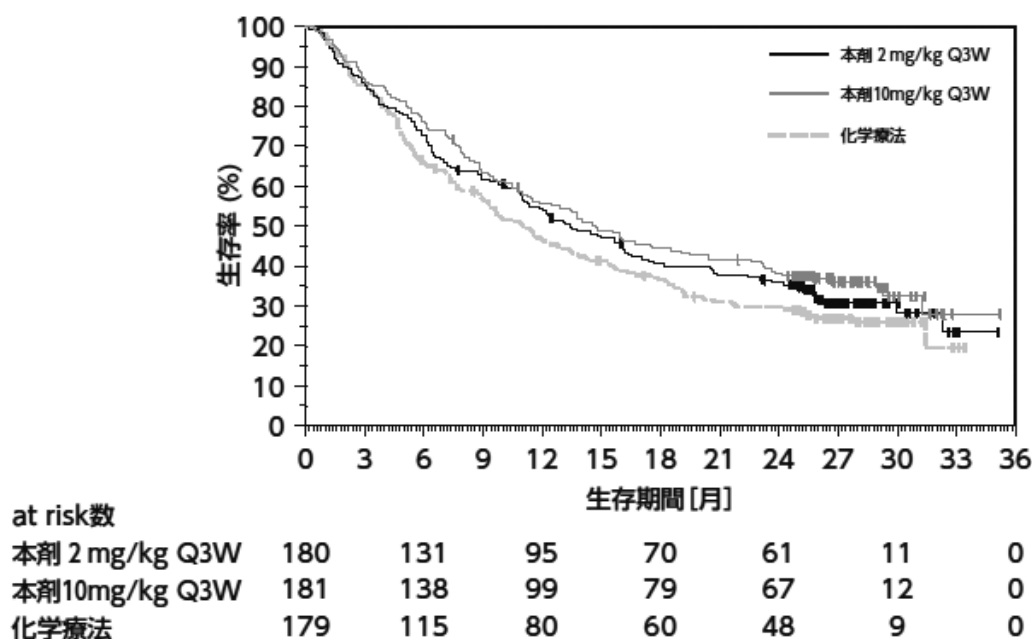 100
90
80
70
60
50
40
30
20
10
0
生存率 (%)
本剤 2 mg/kg Q3W
本剤10mg/kg Q3W
化学療法
0 3 6 9 12 15 18 21 24 27 30 33 36
生存期間 [月]
at risk数
本剤 2 mg/kg Q3W 180 131 95 70 61 11 0
本剤10mg/kg Q3W 181 138 99 79 67 12 0
化学療法 179 115 80 60 48 9 0